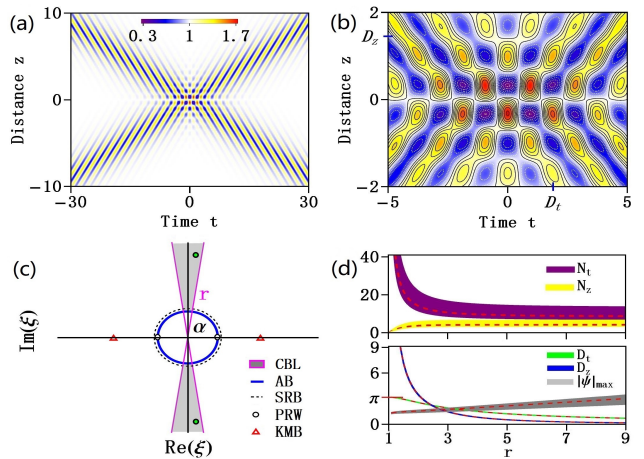 (a)
10
0
-10
Distance z
0.3 1 1.7
-30 0 30
Time t
(b)
2
D_z
0
-2
Distance z
-5 0 D_t 5
Time t
(c)
Im(ξ)
r
α
CBL
AB
SRB
PRW
KMB
Re(ξ)
(d)
40
20
0
N_t
N_z
9
6
π
0
D_t
D_z
|ψ|max
1 3 5 7 9
r